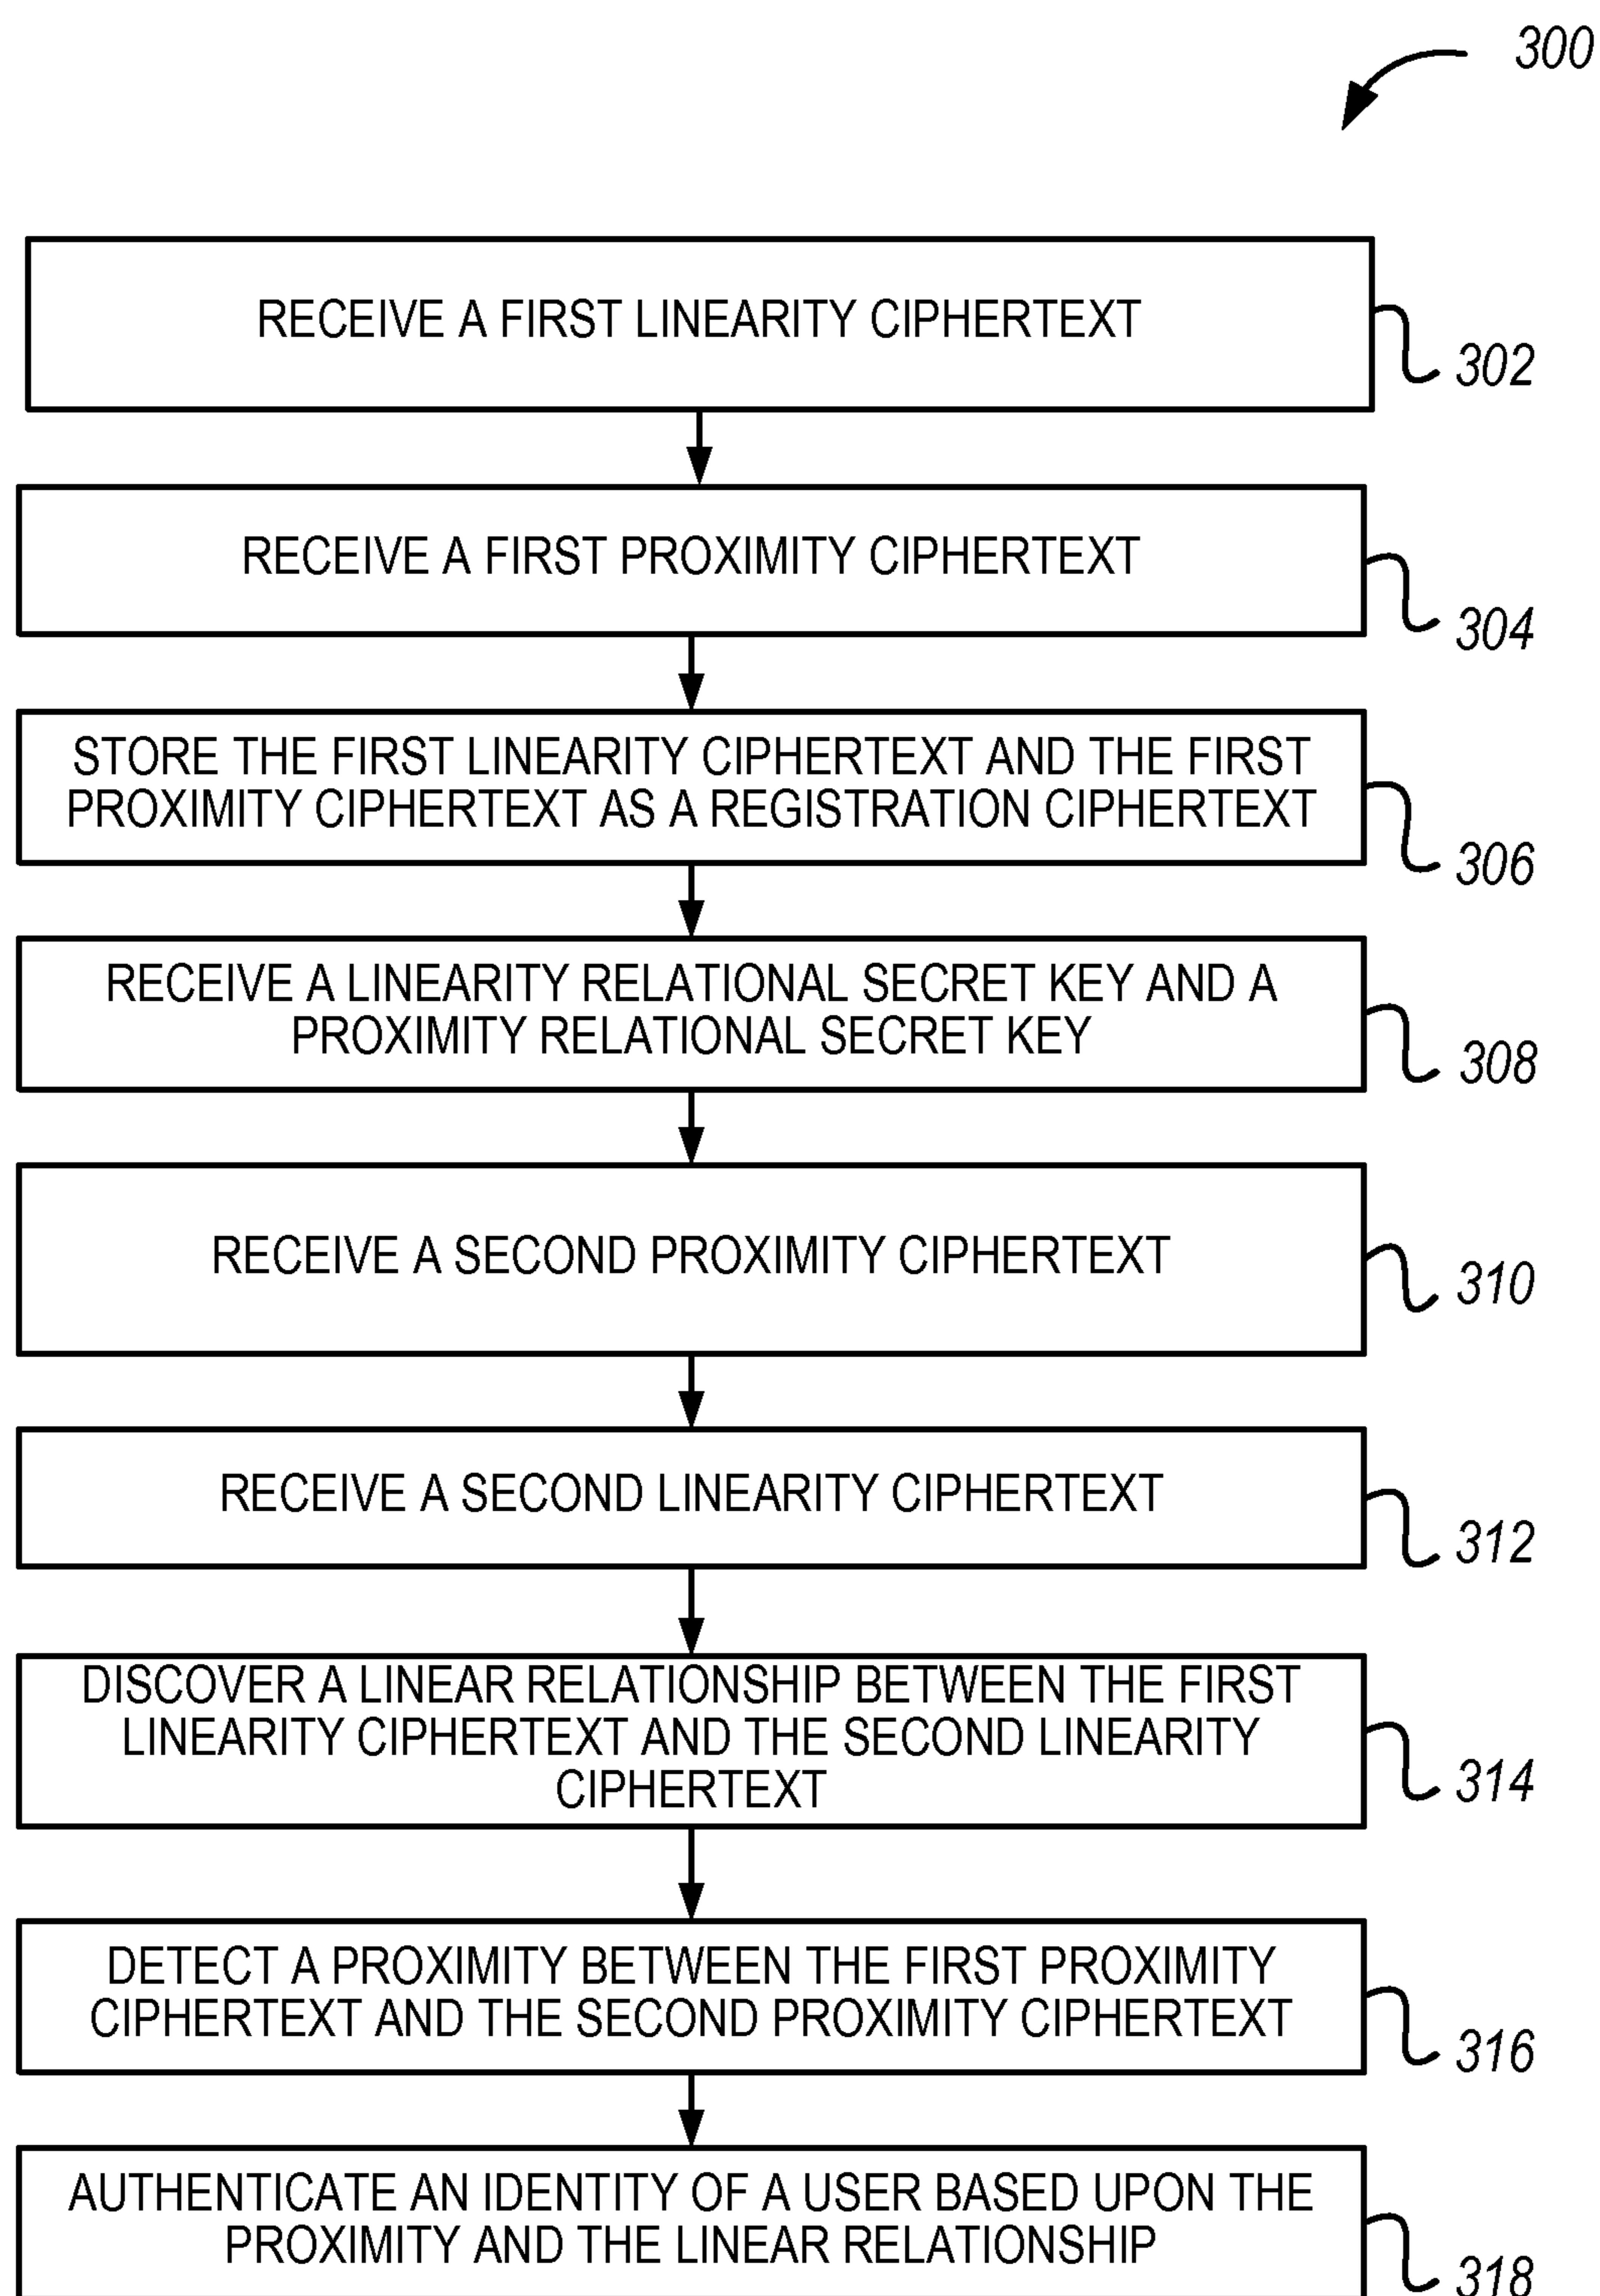 300
RECEIVE A FIRST LINEARITY CIPHERTEXT
302
RECEIVE A FIRST PROXIMITY CIPHERTEXT
304
STORE THE FIRST LINEARITY CIPHERTEXT AND THE FIRST
PROXIMITY CIPHERTEXT AS A REGISTRATION CIPHERTEXT
306
RECEIVE A LINEARITY RELATIONAL SECRET KEY AND A
PROXIMITY RELATIONAL SECRET KEY
308
RECEIVE A SECOND PROXIMITY CIPHERTEXT
310
RECEIVE A SECOND LINEARITY CIPHERTEXT
312
DISCOVER A LINEAR RELATIONSHIP BETWEEN THE FIRST
LINEARITY CIPHERTEXT AND THE SECOND LINEARITY
CIPHERTEXT
314
DETECT A PROXIMITY BETWEEN THE FIRST PROXIMITY
CIPHERTEXT AND THE SECOND PROXIMITY CIPHERTEXT
316
AUTHENTICATE AN IDENTITY OF A USER BASED UPON THE
PROXIMITY AND THE LINEAR RELATIONSHIP
318